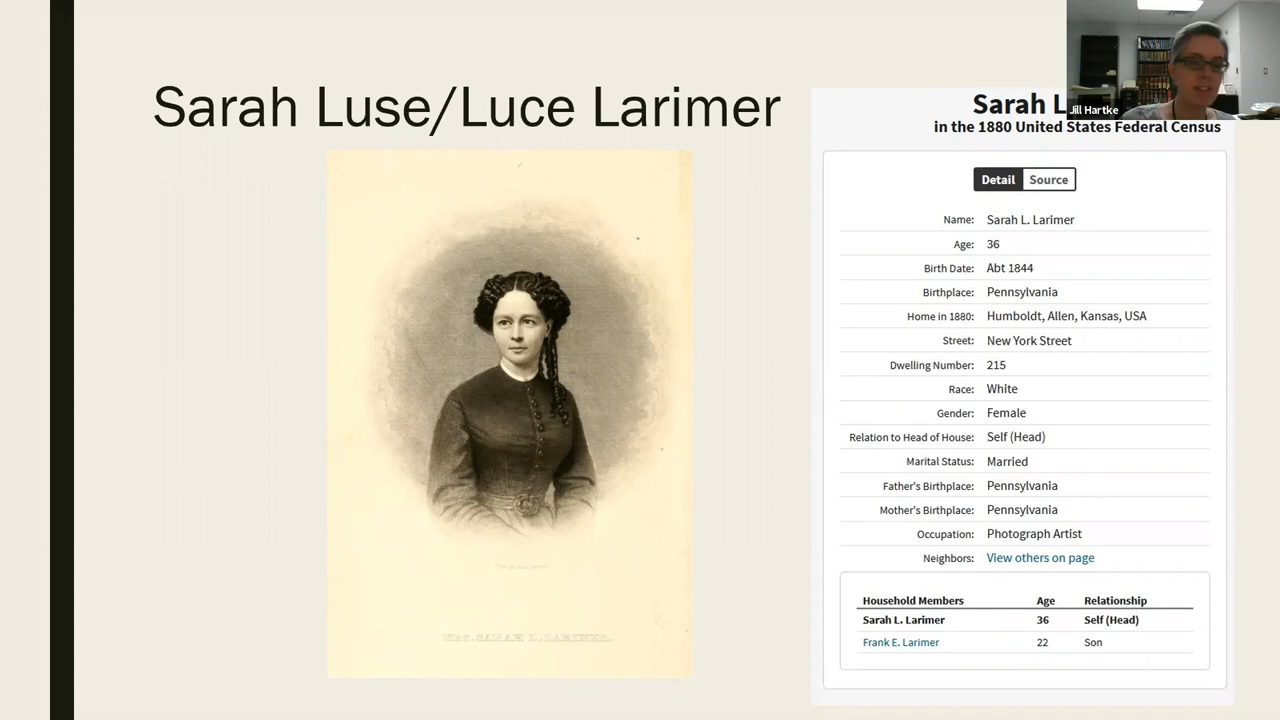 Sarah Luse/Luce Larimer
MRS. SARAH L. LARIMER.
Jill Hartke
Sarah L
in the 1880 United States Federal Census
Detail Source
Name: Sarah L. Larimer
Age: 36
Birth Date: Abt 1844
Birthplace: Pennsylvania
Home in 1880: Humboldt, Allen, Kansas, USA
Street: New York Street
Dwelling Number: 215
Race: White
Gender: Female
Relation to Head of House: Self (Head)
Marital Status: Married
Father's Birthplace: Pennsylvania
Mother's Birthplace: Pennsylvania
Occupation: Photograph Artist
Neighbors: View others on page
Household Members Age Relationship
Sarah L. Larimer 36 Self (Head)
Frank E. Larimer 22 Son